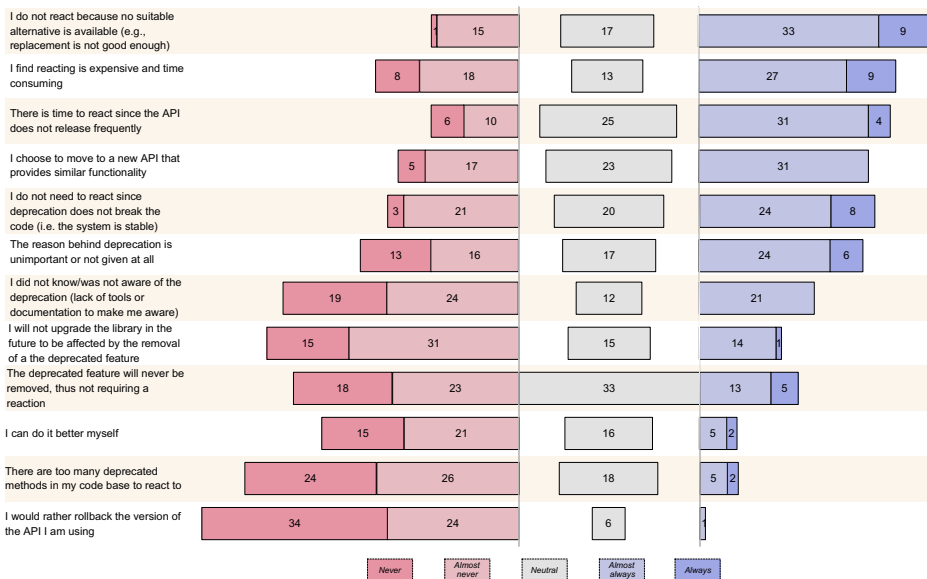 I do not react because no suitable
alternative is available (e.g.,
replacement is not good enough)
1 15 17 33 9
I find reacting is expensive and time
consuming
8 18 13 27 9
There is time to react since the API
does not release frequently
6 10 25 31 4
I choose to move to a new API that
provides similar functionality
5 17 23 31
I do not need to react since
deprecation does not break the
code (i.e. the system is stable)
3 21 20 24 8
The reason behind deprecation is
unimportant or not given at all
13 16 17 24 6
I did not know/was not aware of the
deprecation (lack of tools or
documentation to make me aware)
19 24 12 21
I will not upgrade the library in the
future to be affected by the removal
of a the deprecated feature
15 31 15 14 1
The deprecated feature will never be
removed, thus not requiring a
reaction
18 23 33 13 5
I can do it better myself
15 21 16 5 2
There are too many deprecated
methods in my code base to react to
24 26 18 5 2
I would rather rollback the version of
the API I am using
34 24 6 1
Never
Almost
never
Neutral
Almost
always
Always